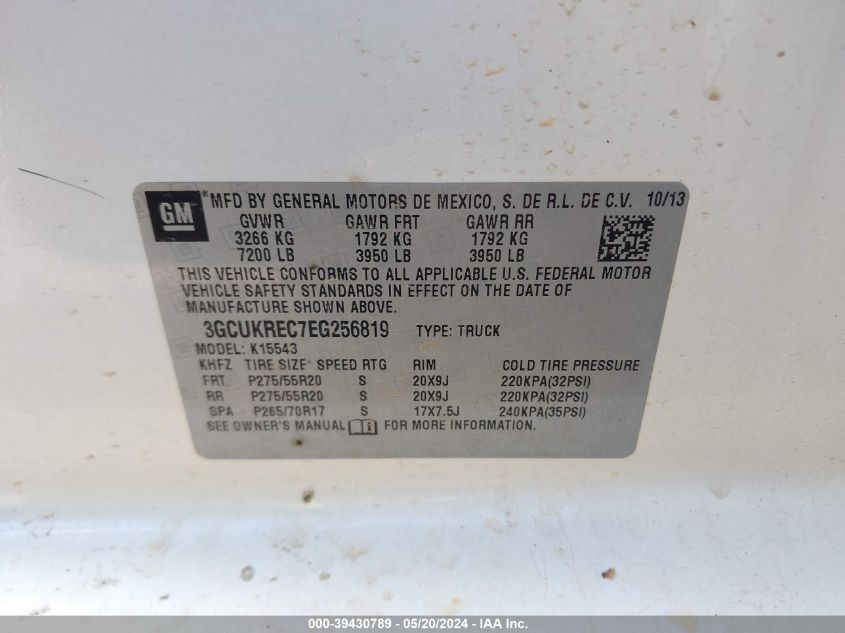 GM ® MFD BY GENERAL MOTORS DE MEXICO, S. DE R.L. DE C.V. 10/13
GVWR GAWR FRT GAWR RR
3266 KG 1792 KG 1792 KG
7200 LB 3950 LB 3950 LB
THIS VEHICLE CONFORMS TO ALL APPLICABLE U.S. FEDERAL MOTOR
VEHICLE SAFETY STANDARDS IN EFFECT ON THE DATE OF
MANUFACTURE SHOWN ABOVE.
3GCUKREC7EG256819 TYPE: TRUCK
MODEL: K15543
KHFZ TIRE SIZE SPEED RTG RIM COLD TIRE PRESSURE
FRT P275/55R20 S 20X9J 220KPA(32PSI)
RR P275/55R20 S 20X9J 220KPA(32PSI)
SPA P265/70R17 S 17X7.5J 240KPA(35PSI)
SEE OWNER'S MANUAL i FOR MORE INFORMATION.
000-39430789 - 05/20/2024 - IAA Inc.